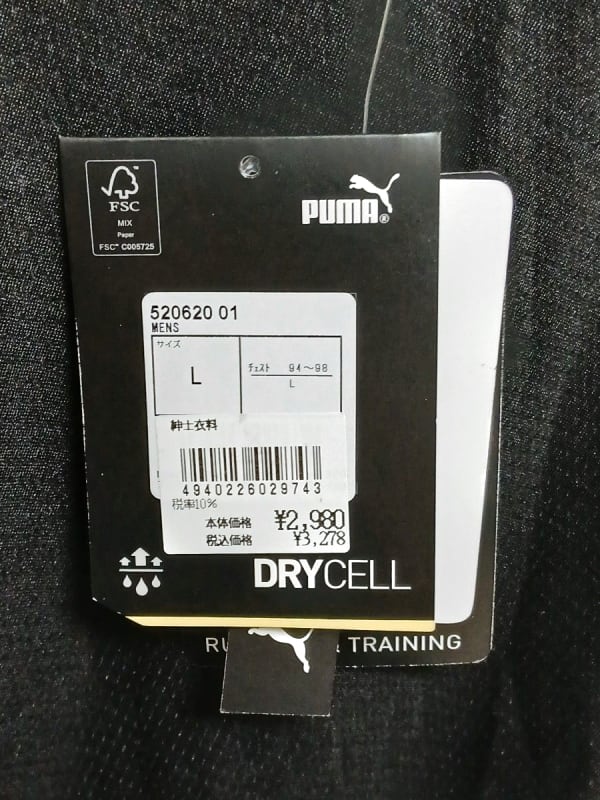 FSC
MIX
Paper
FSC™ C005725
PUMA®
520620 01
MENS
サイズ
L
チェスト 94～98
L
紳士衣料
4940226029743
税率10%
本体価格 ¥2,980
税込価格 ¥3,278
DRYCELL
TRAINING